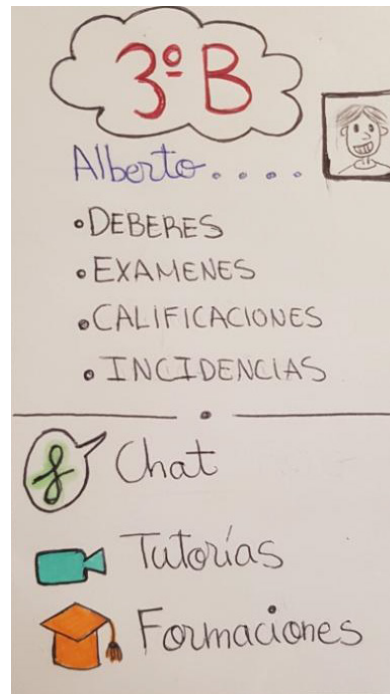 3º B
Alberto....
• DEBERES
• EXAMENES
• CALIFICACIONES
• INCIDENCIAS
Chat
Tutorías
Formaciones